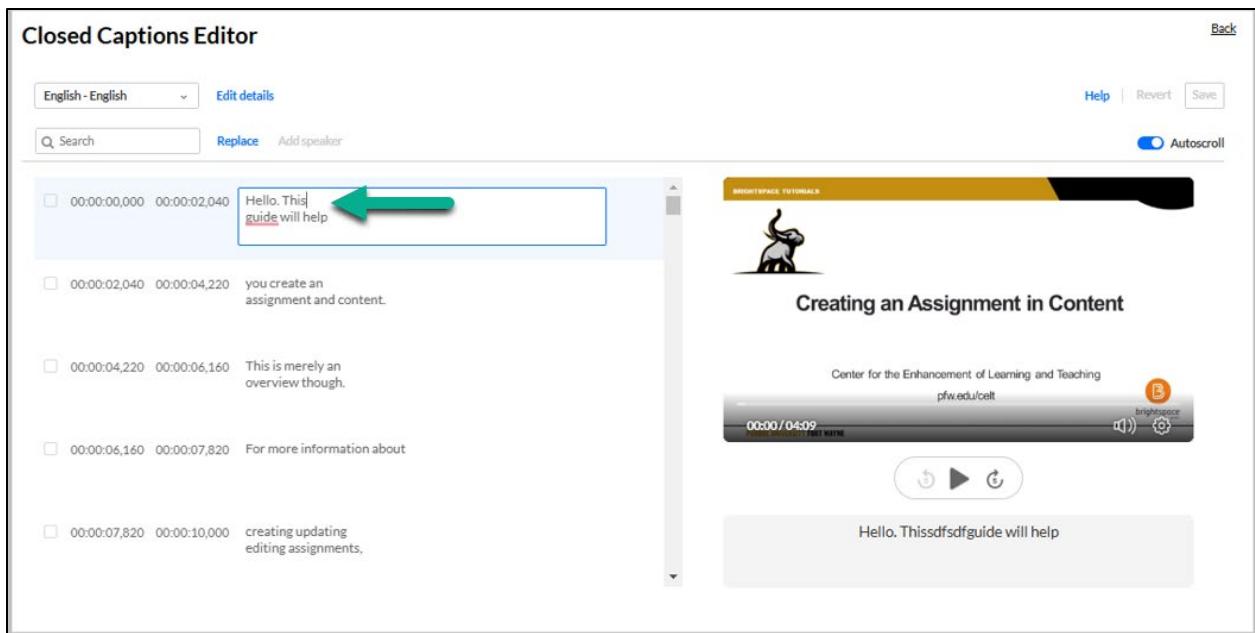 Closed Captions Editor
Back
English - English
Edit details
Help
Revert
Save
Search
Replace
Add speaker
Autoscroll
00:00:00,000 00:00:02,040 Hello. This
guide will help
00:00:02,040 00:00:04,220 you create an
assignment and content.
00:00:04,220 00:00:06,160 This is merely an
overview though.
00:00:06,160 00:00:07,820 For more information about
00:00:07,820 00:00:10,000 creating updating
editing assignments,
BRIGHTSPACE TUTORIALS
Creating an Assignment in Content
Center for the Enhancement of Learning and Teaching
pfw.edu/celt
B
brightspace
00:00 / 04:09
FORT WAYNE
5
5
Hello. Thissdfsdfguide will help